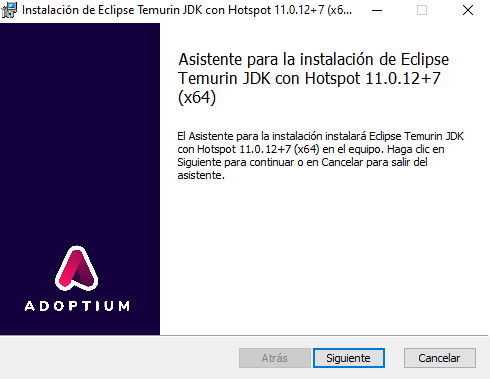 Instalación de Eclipse Temurin JDK con Hotspot 11.0.12+7 (x6...
Asistente para la instalación de Eclipse
Temurin JDK con Hotspot 11.0.12+7
(x64)
El Asistente para la instalación instalará Eclipse Temurin JDK
con Hotspot 11.0.12+7 (x64) en el equipo. Haga clic en
Siguiente para continuar o en Cancelar para salir del
asistente.
ADOPTIUM
Atrás Siguiente Cancelar